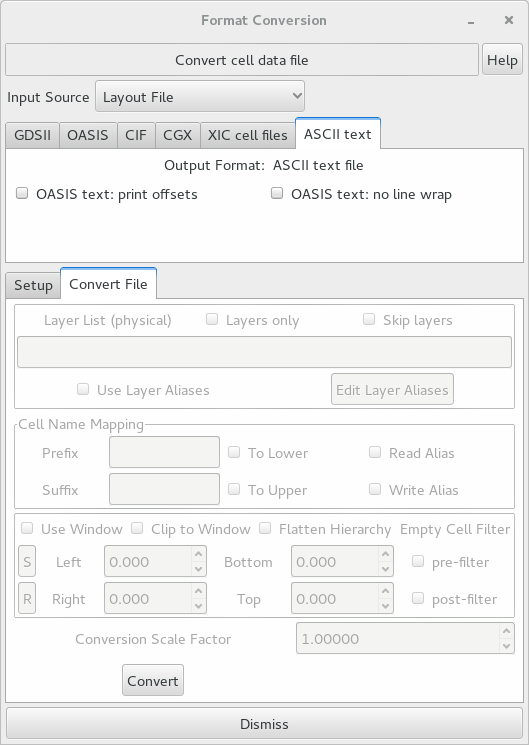 Format Conversion
Convert cell data file Help
Input Source Layout File
GDSII OASIS CIF CGX XIC cell files ASCII text
Output Format: ASCII text file
OASIS text: print offsets OASIS text: no line wrap
Setup Convert File
Layer List (physical) Layers only Skip layers
Use Layer Aliases Edit Layer Aliases
Cell Name Mapping
Prefix To Lower Read Alias
Suffix To Upper Write Alias
Use Window Clip to Window Flatten Hierarchy Empty Cell Filter
S Left 0.000 Bottom 0.000 pre-filter
R Right 0.000 Top 0.000 post-filter
Conversion Scale Factor 1.00000
Convert
Dismiss